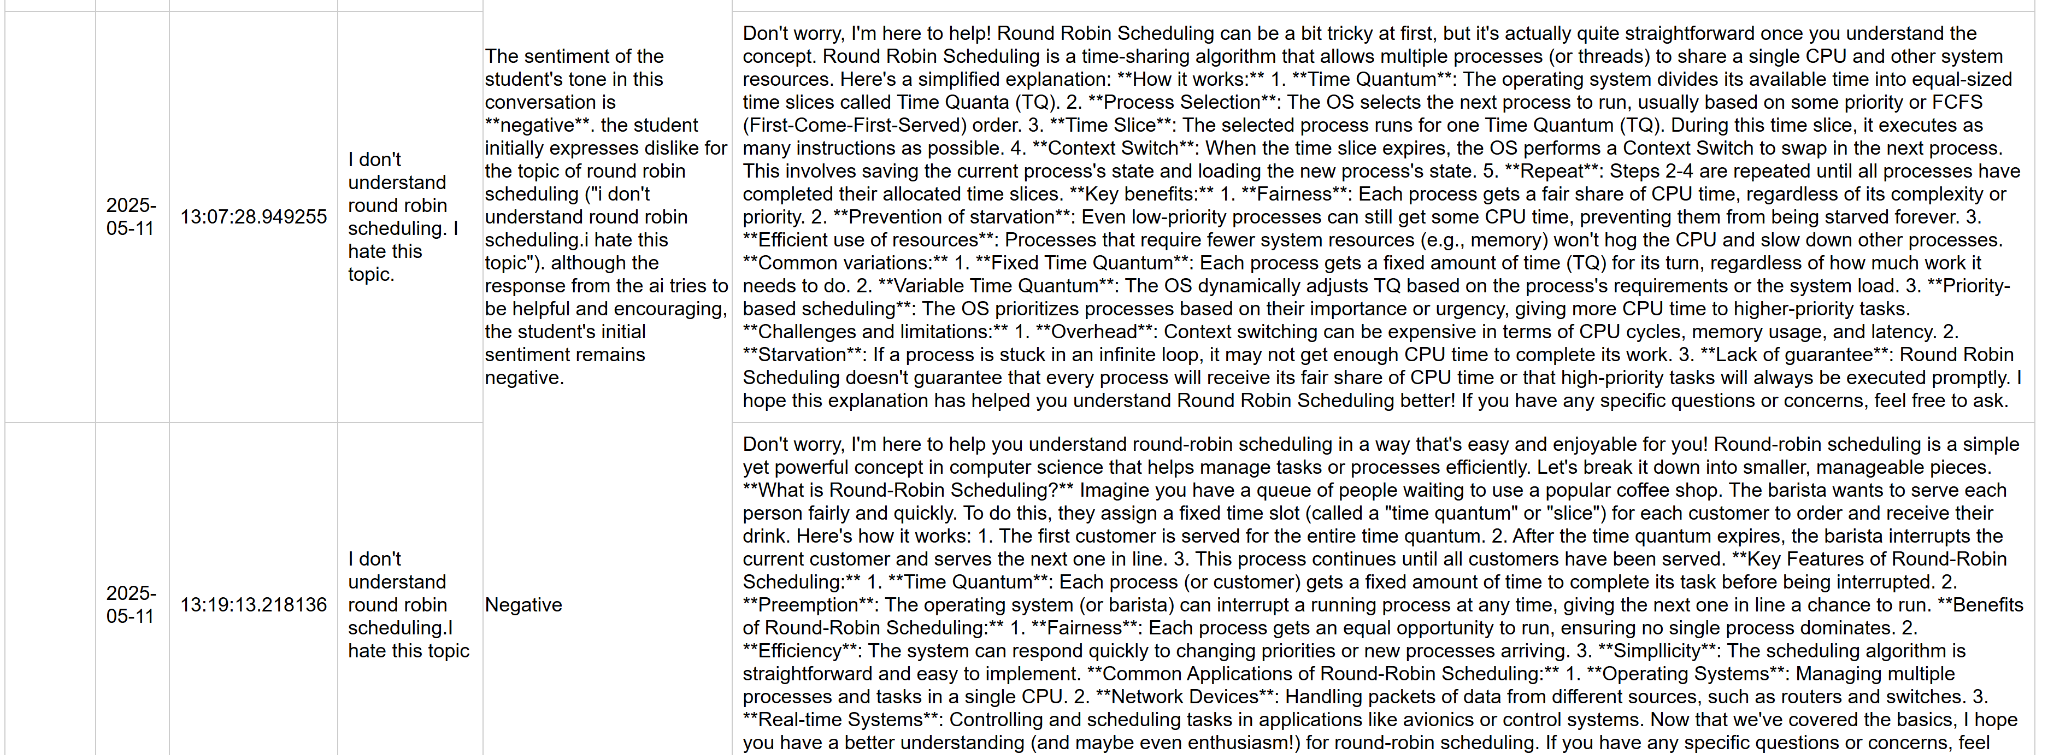 2025-
05-11
13:07:28.949255
I don't
understand
round robin
scheduling. I
hate this
topic.
The sentiment of the
student's tone in this
conversation is
**negative**. the student
initially expresses dislike for
the topic of round robin
scheduling ("i don't
understand round robin
scheduling.i hate this
topic"). although the
response from the ai tries to
be helpful and encouraging,
the student's initial
sentiment remains
negative.
Don't worry, I'm here to help! Round Robin Scheduling can be a bit tricky at first, but it's actually quite straightforward once you understand the
concept. Round Robin Scheduling is a time-sharing algorithm that allows multiple processes (or threads) to share a single CPU and other system
resources. Here's a simplified explanation: **How it works:** 1. **Time Quantum**: The operating system divides its available time into equal-sized
time slices called Time Quanta (TQ). 2. **Process Selection**: The OS selects the next process to run, usually based on some priority or FCFS
(First-Come-First-Served) order. 3. **Time Slice**: The selected process runs for one Time Quantum (TQ). During this time slice, it executes as
many instructions as possible. 4. **Context Switch**: When the time slice expires, the OS performs a Context Switch to swap in the next process.
This involves saving the current process's state and loading the new process's state. 5. **Repeat**: Steps 2-4 are repeated until all processes have
completed their allocated time slices. **Key benefits:** 1. **Fairness**: Each process gets a fair share of CPU time, regardless of its complexity or
priority. 2. **Prevention of starvation**: Even low-priority processes can still get some CPU time, preventing them from being starved forever. 3.
**Efficient use of resources**: Processes that require fewer system resources (e.g., memory) won't hog the CPU and slow down other processes.
**Common variations:** 1. **Fixed Time Quantum**: Each process gets a fixed amount of time (TQ) for its turn, regardless of how much work it
needs to do. 2. **Variable Time Quantum**: The OS dynamically adjusts TQ based on the process's requirements or the system load. 3. **Priority-
based scheduling**: The OS prioritizes processes based on their importance or urgency, giving more CPU time to higher-priority tasks.
**Challenges and limitations:** 1. **Overhead**: Context switching can be expensive in terms of CPU cycles, memory usage, and latency. 2.
**Starvation**: If a process is stuck in an infinite loop, it may not get enough CPU time to complete its work. 3. **Lack of guarantee**: Round Robin
Scheduling doesn't guarantee that every process will receive its fair share of CPU time or that high-priority tasks will always be executed promptly. I
hope this explanation has helped you understand Round Robin Scheduling better! If you have any specific questions or concerns, feel free to ask.
2025-
05-11
13:19:13.218136
I don't
understand
round robin
scheduling.I
hate this topic
Negative
Don't worry, I'm here to help you understand round-robin scheduling in a way that's easy and enjoyable for you! Round-robin scheduling is a simple
yet powerful concept in computer science that helps manage tasks or processes efficiently. Let's break it down into smaller, manageable pieces.
**What is Round-Robin Scheduling?** Imagine you have a queue of people waiting to use a popular coffee shop. The barista wants to serve each
person fairly and quickly. To do this, they assign a fixed time slot (called a "time quantum" or "slice") for each customer to order and receive their
drink. Here's how it works: 1. The first customer is served for the entire time quantum. 2. After the time quantum expires, the barista interrupts the
current customer and serves the next one in line. 3. This process continues until all customers have been served. **Key Features of Round-Robin
Scheduling:** 1. **Time Quantum**: Each process (or customer) gets a fixed amount of time to complete its task before being interrupted. 2.
**Preemption**: The operating system (or barista) can interrupt a running process at any time, giving the next one in line a chance to run. **Benefits
of Round-Robin Scheduling:** 1. **Fairness**: Each process gets an equal opportunity to run, ensuring no single process dominates. 2.
**Efficiency**: The system can respond quickly to changing priorities or new processes arriving. 3. **Simpllicity**: The scheduling algorithm is
straightforward and easy to implement. **Common Applications of Round-Robin Scheduling:** 1. **Operating Systems**: Managing multiple
processes and tasks in a single CPU. 2. **Network Devices**: Handling packets of data from different sources, such as routers and switches. 3.
**Real-time Systems**: Controlling and scheduling tasks in applications like avionics or control systems. Now that we've covered the basics, I hope
you have a better understanding (and maybe even enthusiasm!) for round-robin scheduling. If you have any specific questions or concerns, feel